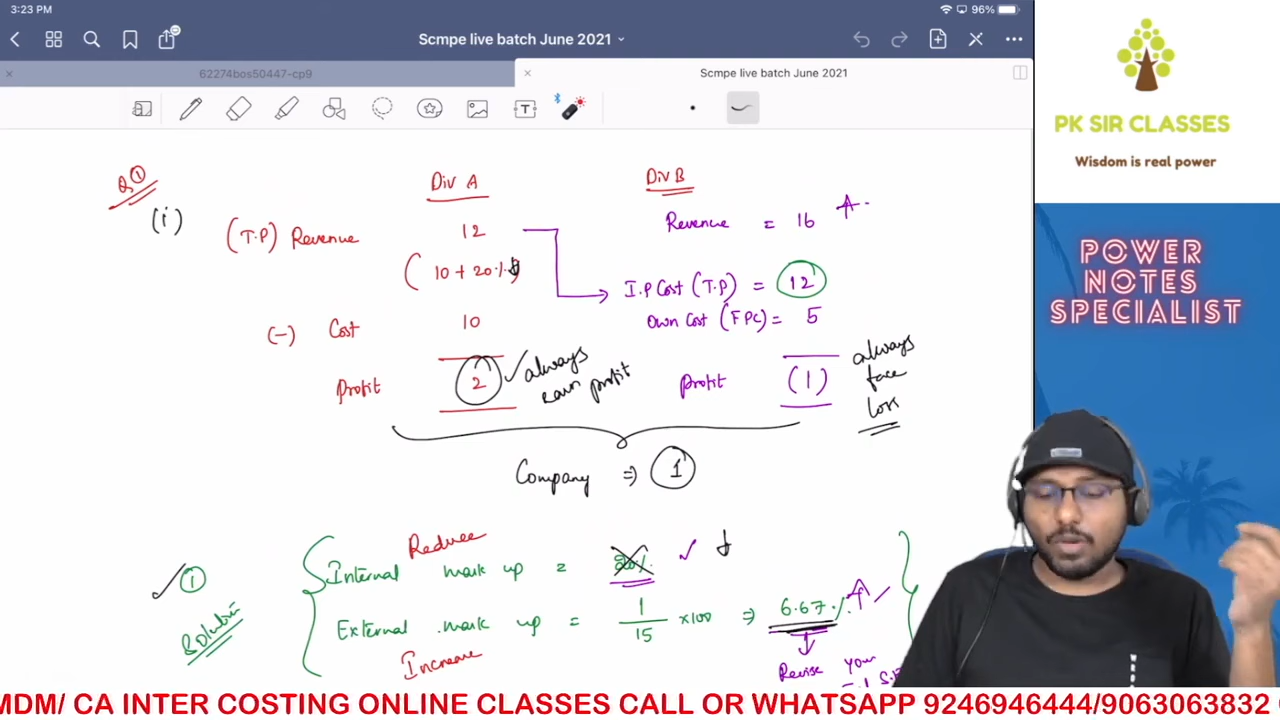 3:23 PM
96%
Scmpe live batch June 2021
62274bos50447-cp9
Scmpe live batch June 2021
PK SIR CLASSES
Wisdom is real power
POWER
NOTES
SPECIALIST
Q①
(i)
Div A
Div B
(T.P) Revenue 12
Revenue = 16
(10 + 20%)
I.P Cost (T.P) = 12
Own Cost (FPC) = 5
(-) Cost 10
Profit 2 always earn profit
Profit (1) always face loss
Company ⇒ 1
Reduce
① Internal mark up = 20%.
Solution
External mark up = 1/15 x100 ⇒ 6.67%
Increase
Revise Your
MDM/ CA INTER COSTING ONLINE CLASSES CALL OR WHATSAPP 9246946444/9063063832